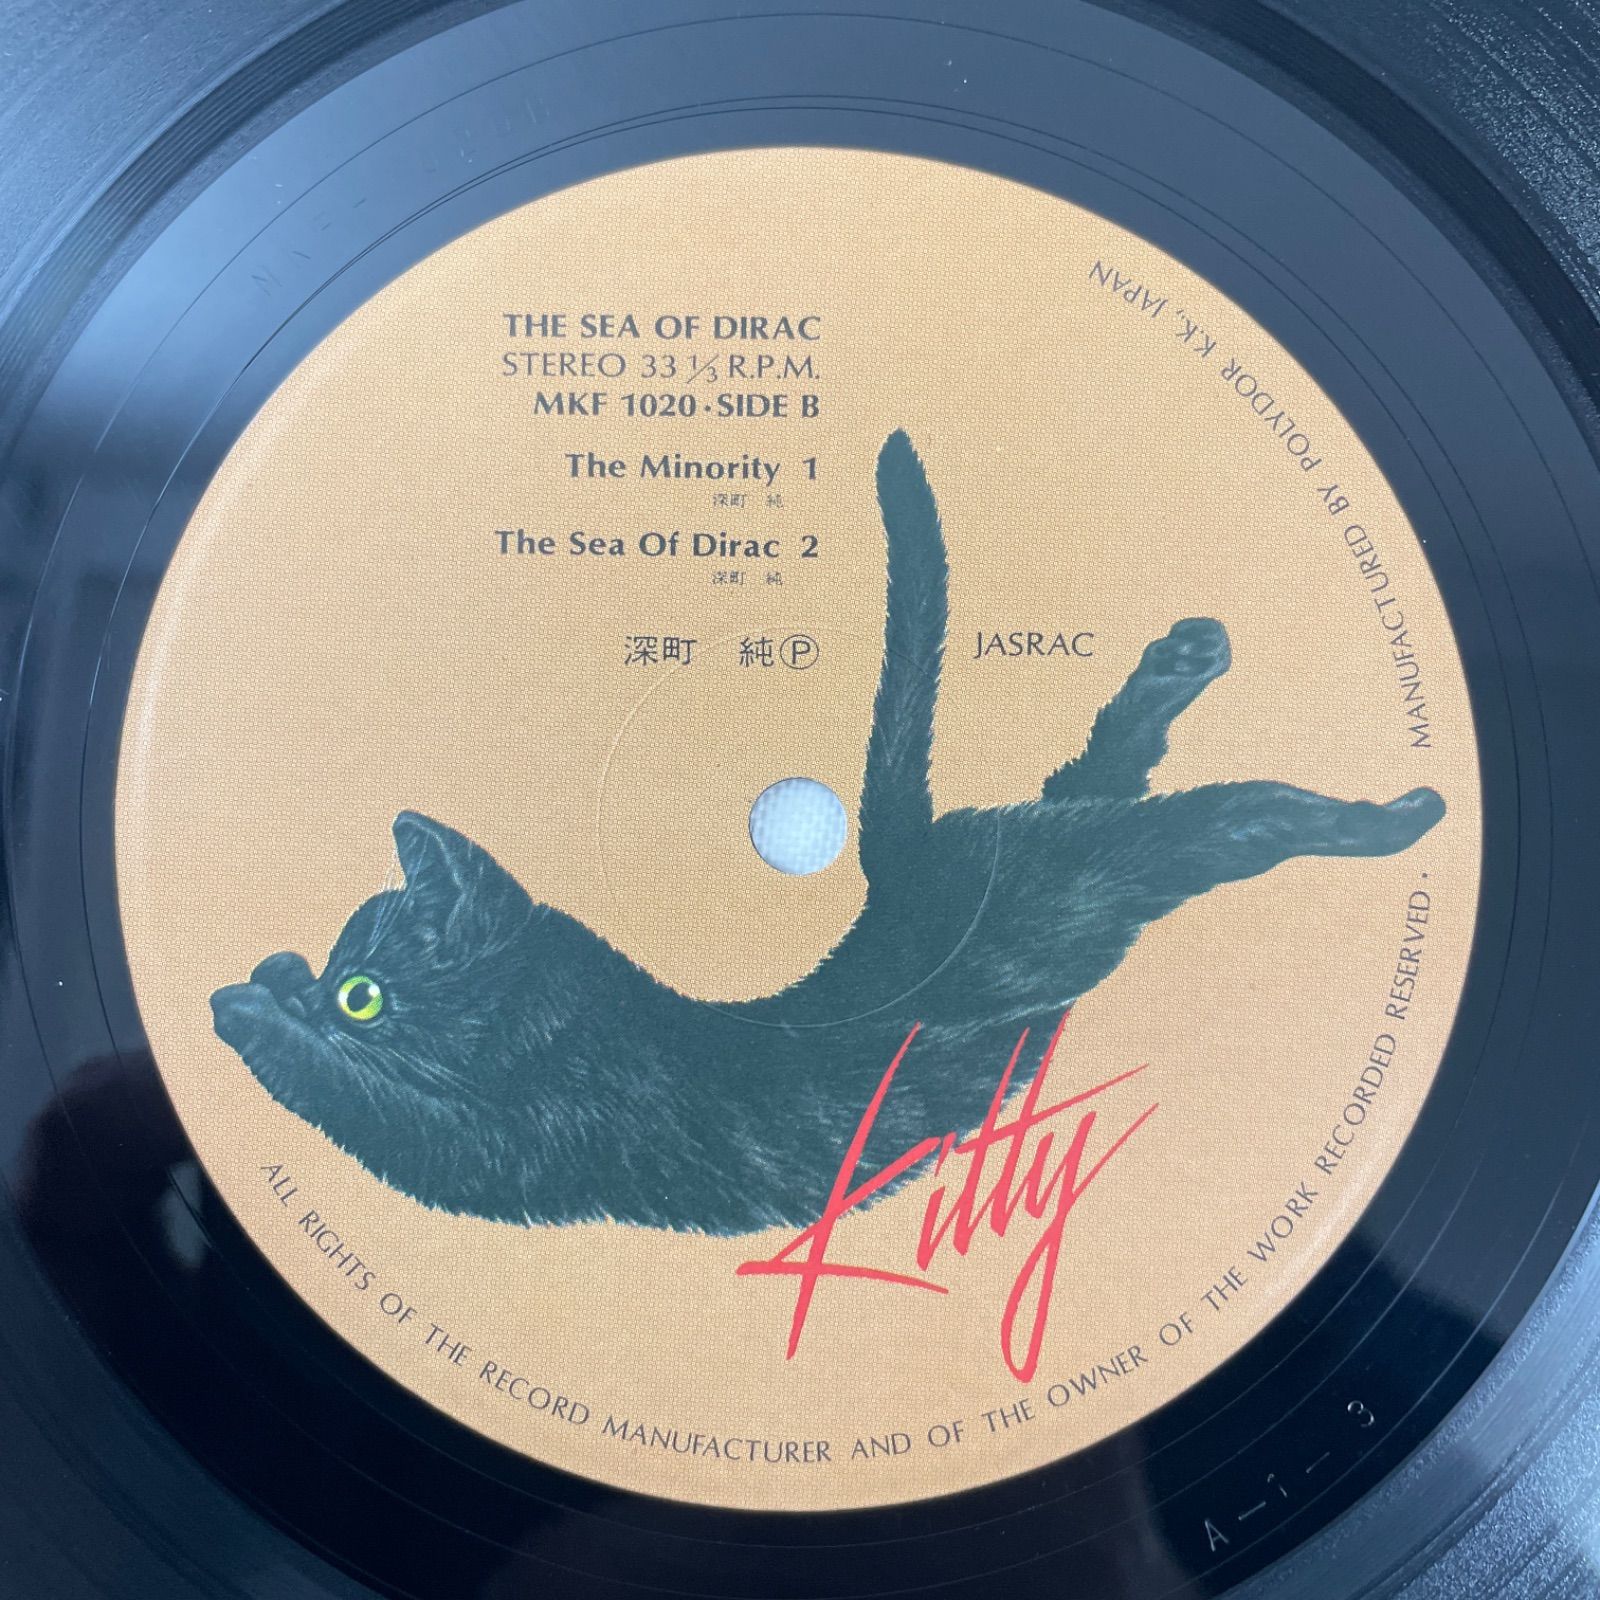 THE SEA OF DIRAC
STEREO 33 1/3 R.P.M.
MKF 1020·SIDE B
The Minority 1
深町 純
The Sea Of Dirac 2
深町 純
深町 純Ⓟ
JASRAC
Kitty
MANUFACTURED BY POLYDOR K.K., JAPAN
ALL RIGHTS OF THE RECORD MANUFACTURER AND OF THE OWNER OF THE WORK RECORDED RESERVED.
A-1-3